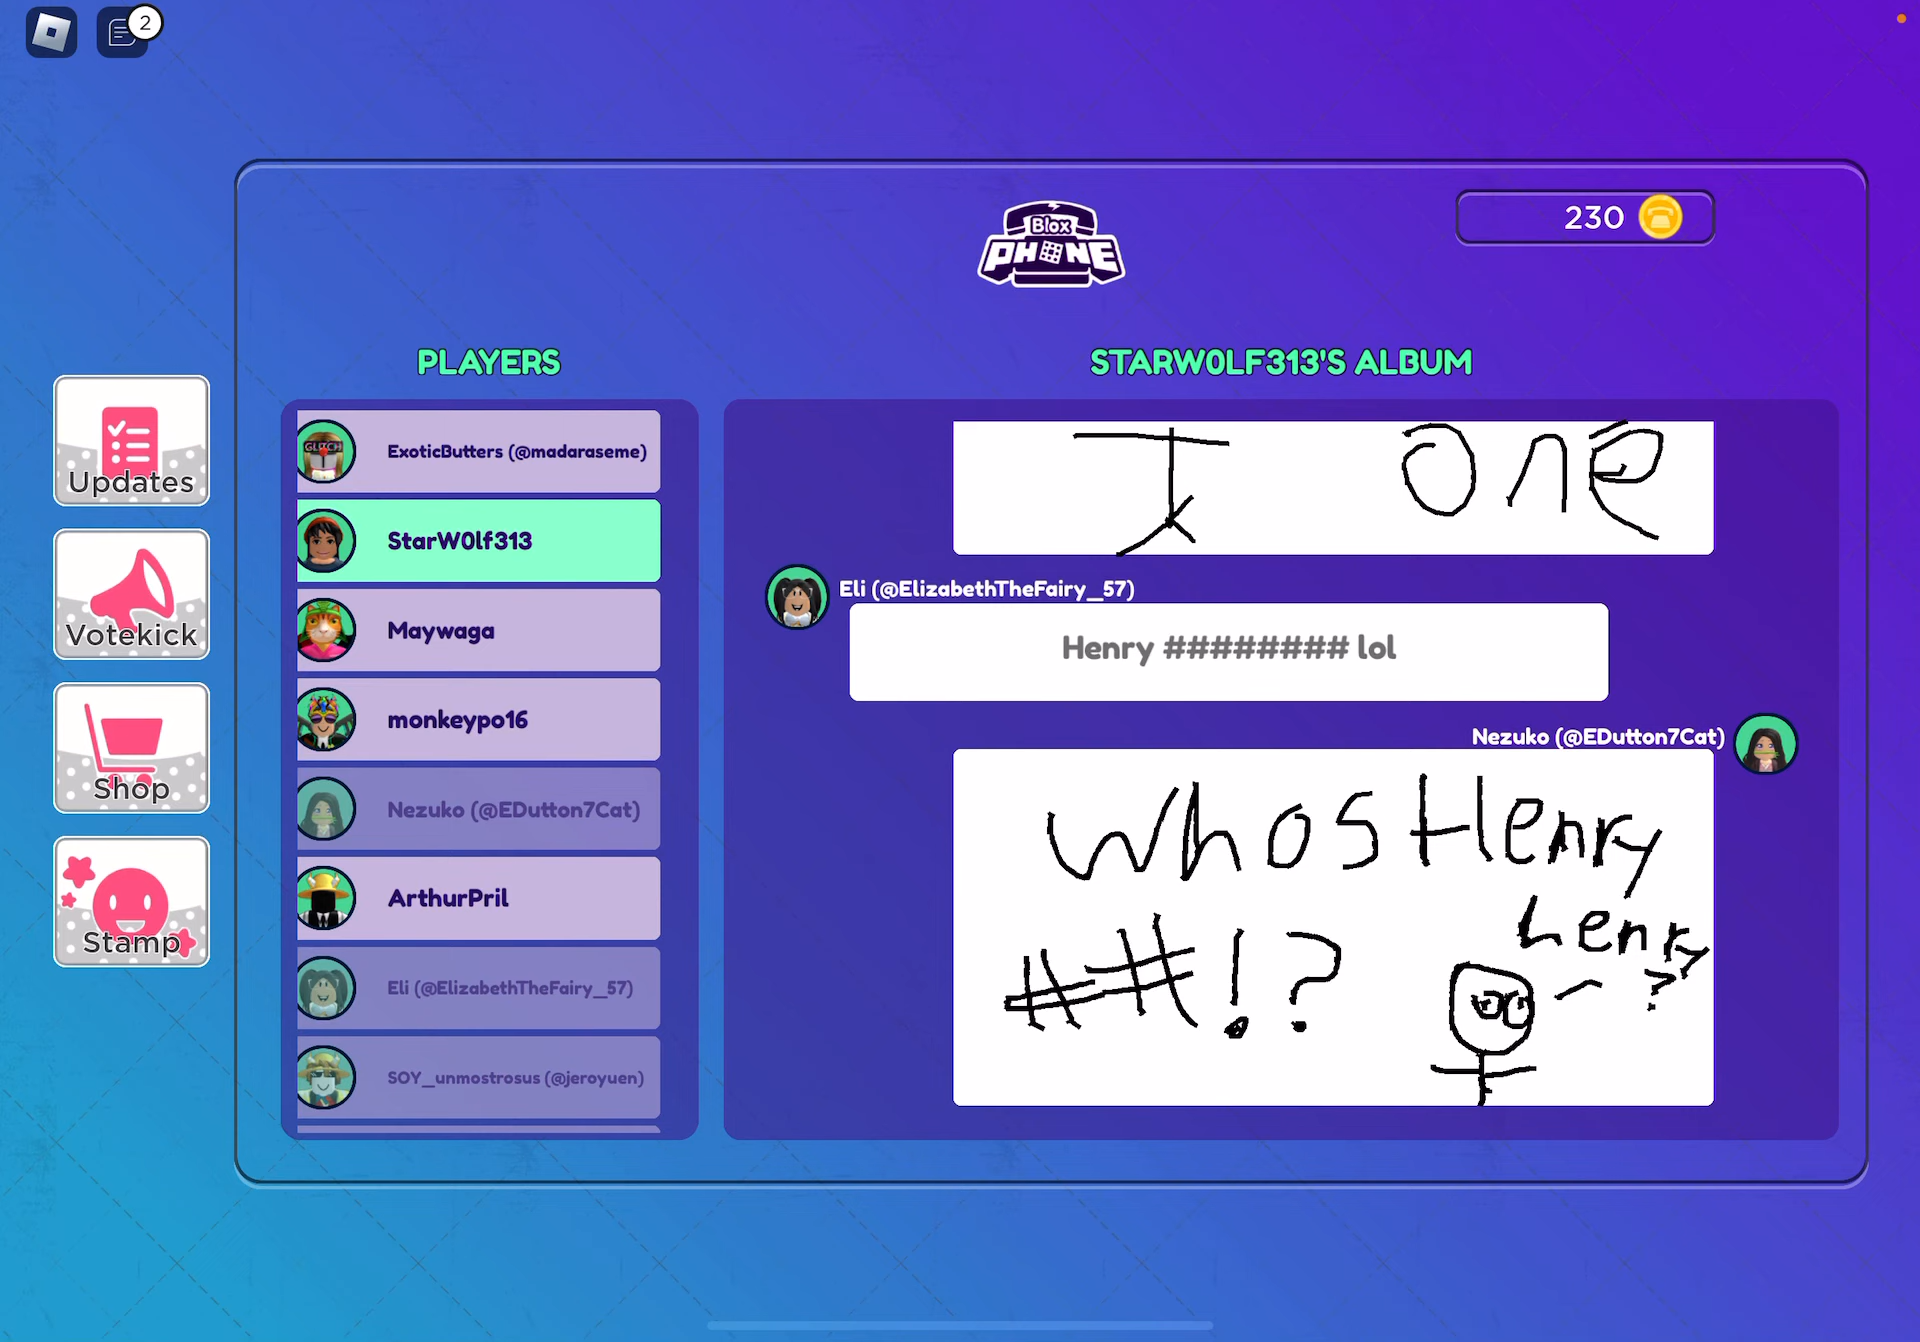 2
Blox
PHONE
230
PLAYERS
STARW0LF313'S ALBUM
Updates
Votekick
Shop
Stamp
GLITCH
ExoticButters (@madaraseme)
StarW0lf313
Maywaga
monkeypo16
Nezuko (@EDutton7Cat)
ArthurPril
Eli (@ElizabethTheFairy_57)
SOY_unmostrosus (@jeroyuen)
one
Eli (@ElizabethTheFairy_57)
Henry ######## lol
Nezuko (@EDutton7Cat)
Whos Henry
##!?
henry
?